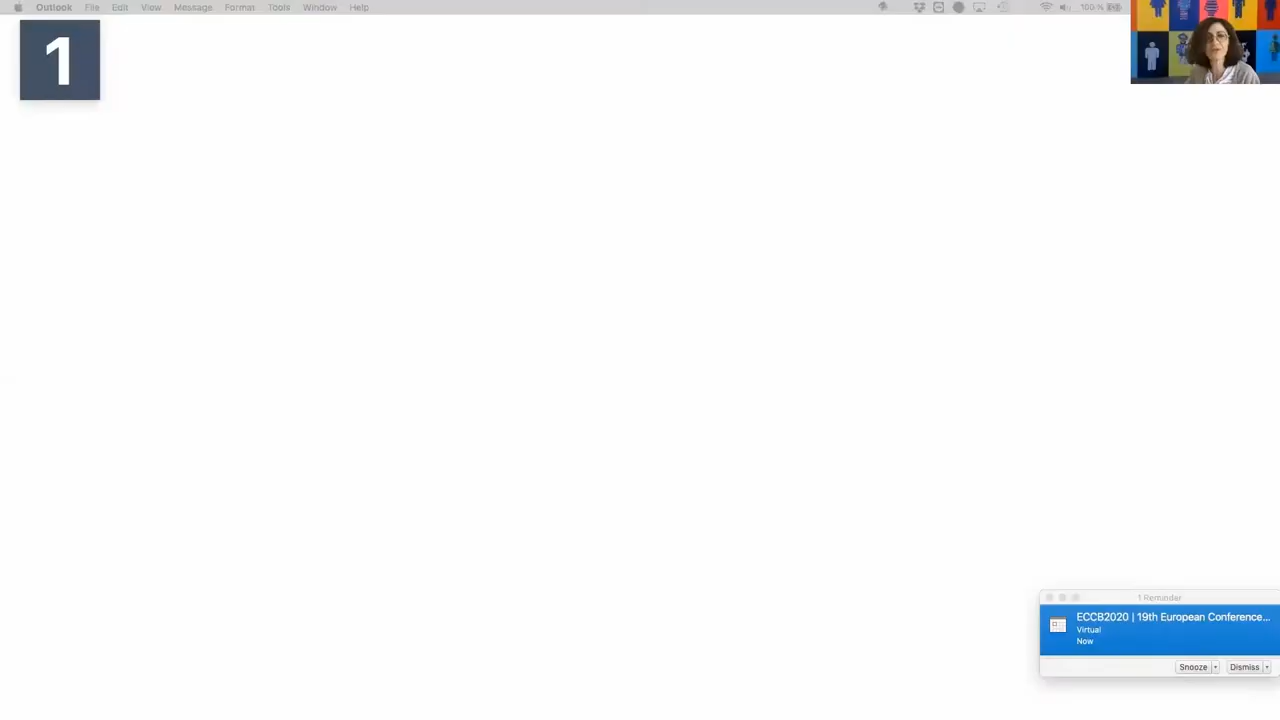 Outlook File Edit View Message Format Tools Window Help 100 %
1
1 Reminder
ECCB2020 | 19th European Conference...
Virtual
Now
Snooze Dismiss